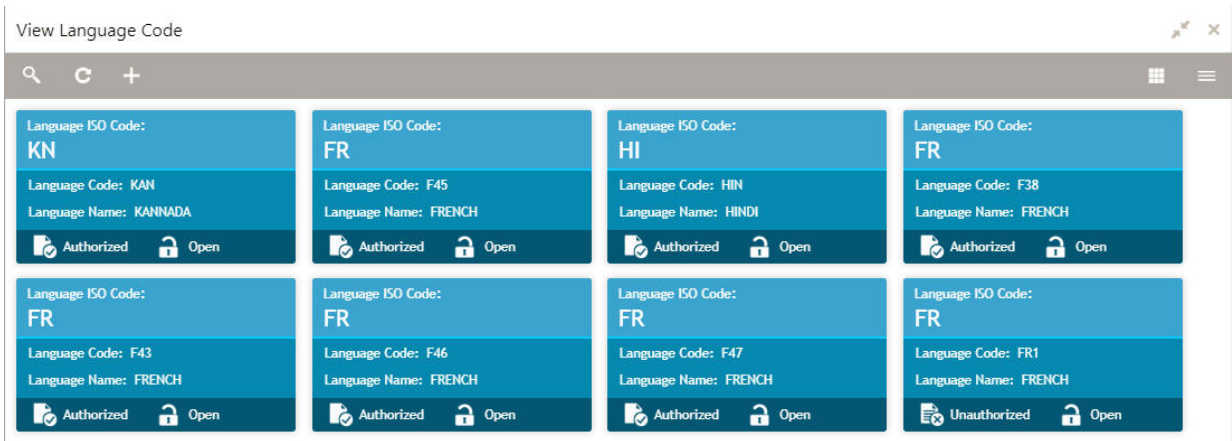 View Language Code
Language ISO Code:
KN
Language Code: KAN
Language Name: KANNADA
Authorized Open
Language ISO Code:
FR
Language Code: F45
Language Name: FRENCH
Authorized Open
Language ISO Code:
HI
Language Code: HIN
Language Name: HINDI
Authorized Open
Language ISO Code:
FR
Language Code: F38
Language Name: FRENCH
Authorized Open
Language ISO Code:
FR
Language Code: F43
Language Name: FRENCH
Authorized Open
Language ISO Code:
FR
Language Code: F46
Language Name: FRENCH
Authorized Open
Language ISO Code:
FR
Language Code: F47
Language Name: FRENCH
Authorized Open
Language ISO Code:
FR
Language Code: FR1
Language Name: FRENCH
Unauthorized Open